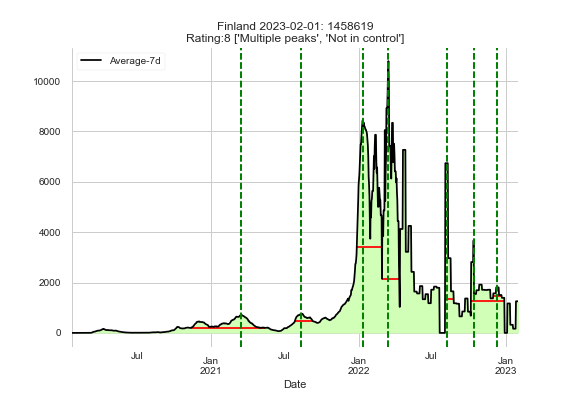 Finland 2023-02-01: 1458619
Rating:8 ['Multiple peaks', 'Not in control']
Average-7d
10000
8000
6000
4000
2000
0
Jul
Jan
2021
Jul
Jan
2022
Jul
Jan
2023
Date